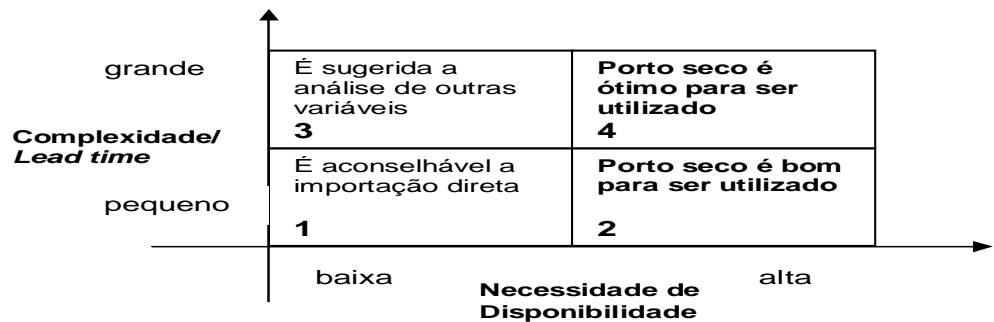 grande
É sugerida a
análise de outras
variáveis
3
Porto seco é
ótimo para ser
utilizado
4
Complexidade/
Lead time
É aconselhável a
importação direta
1
Porto seco é bom
para ser utilizado
2
pequeno
baixa
alta
Necessidade de
Disponibilidade